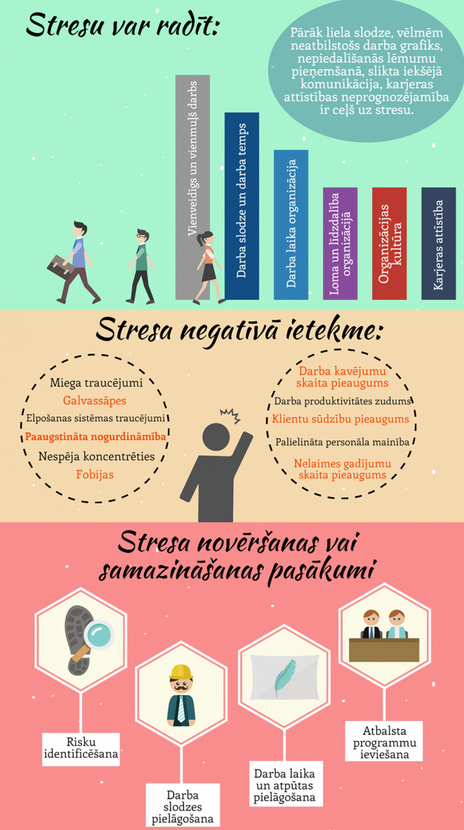 Stresu var radīt:
Pārāk liela slodze, vēlmēm
neatbilstošs darba grafiks,
nepiedalīšanās lēmumu
pieņemšanā, slikta iekšējā
komunikācija, karjeras
attīstības neprognozējamība
ir ceļš uz stresu.
Vienveidīgs un vienmuļš darbs
Darba slodze un darba temps
Darba laika organizācija
Loma un līdzdalība
organizācijā
Organizācijas
kultūra
Karjeras attīstība
Stresa negatīvā ietekme:
Miega traucējumi
Galvassāpes
Elpošanas sistēmas traucējumi
Paaugstināta nogurdināmība
Nespēja koncentrēties
Fobijas
Darba kavējumu
skaita pieaugums
Darba produktivitātes zudums
Klientu sūdzību pieaugums
Palielināta personāla mainība
Nelaimes gadījumu
skaita pieaugums
Stresa novēršanas vai
samazināšanas pasākumi
Risku
identificēšana
Darba
slodzes
pielāgošana
Darba laika
un atpūtas
pielāgošana
Atbalsta
programmu
ieviešana